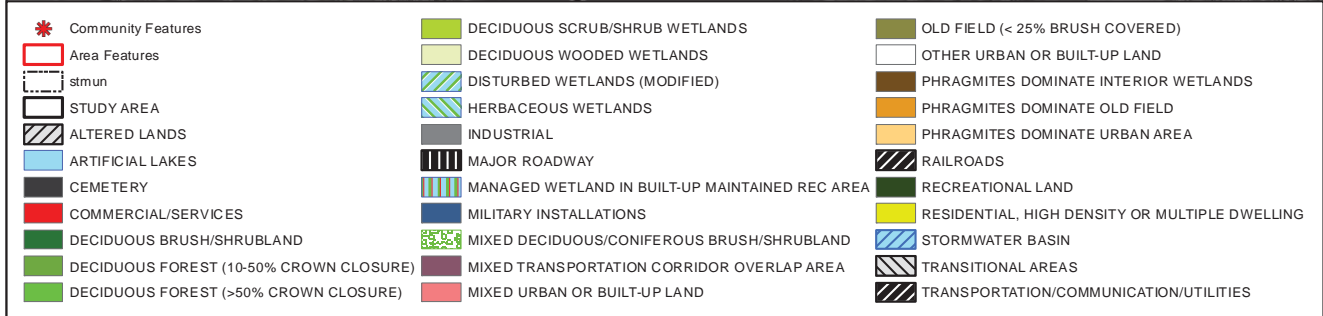 Community Features
Area Features
stmun
STUDY AREA
ALTERED LANDS
ARTIFICIAL LAKES
CEMETERY
COMMERCIAL/SERVICES
DECIDUOUS BRUSH/SHRUBLAND
DECIDUOUS FOREST (10-50% CROWN CLOSURE)
DECIDUOUS FOREST (>50% CROWN CLOSURE)
DECIDUOUS SCRUB/SHRUB WETLANDS
DECIDUOUS WOODED WETLANDS
DISTURBED WETLANDS (MODIFIED)
HERBACEOUS WETLANDS
INDUSTRIAL
MAJOR ROADWAY
MANAGED WETLAND IN BUILT-UP MAINTAINED REC AREA
MILITARY INSTALLATIONS
MIXED DECIDUOUS/CONIFEROUS BRUSH/SHRUBLAND
MIXED TRANSPORTATION CORRIDOR OVERLAP AREA
MIXED URBAN OR BUILT-UP LAND
OLD FIELD (< 25% BRUSH COVERED)
OTHER URBAN OR BUILT-UP LAND
PHRAGMITES DOMINATE INTERIOR WETLANDS
PHRAGMITES DOMINATE OLD FIELD
PHRAGMITES DOMINATE URBAN AREA
RAILROADS
RECREATIONAL LAND
RESIDENTIAL, HIGH DENSITY OR MULTIPLE DWELLING
STORMWATER BASIN
TRANSITIONAL AREAS
TRANSPORTATION/COMMUNICATION/UTILITIES